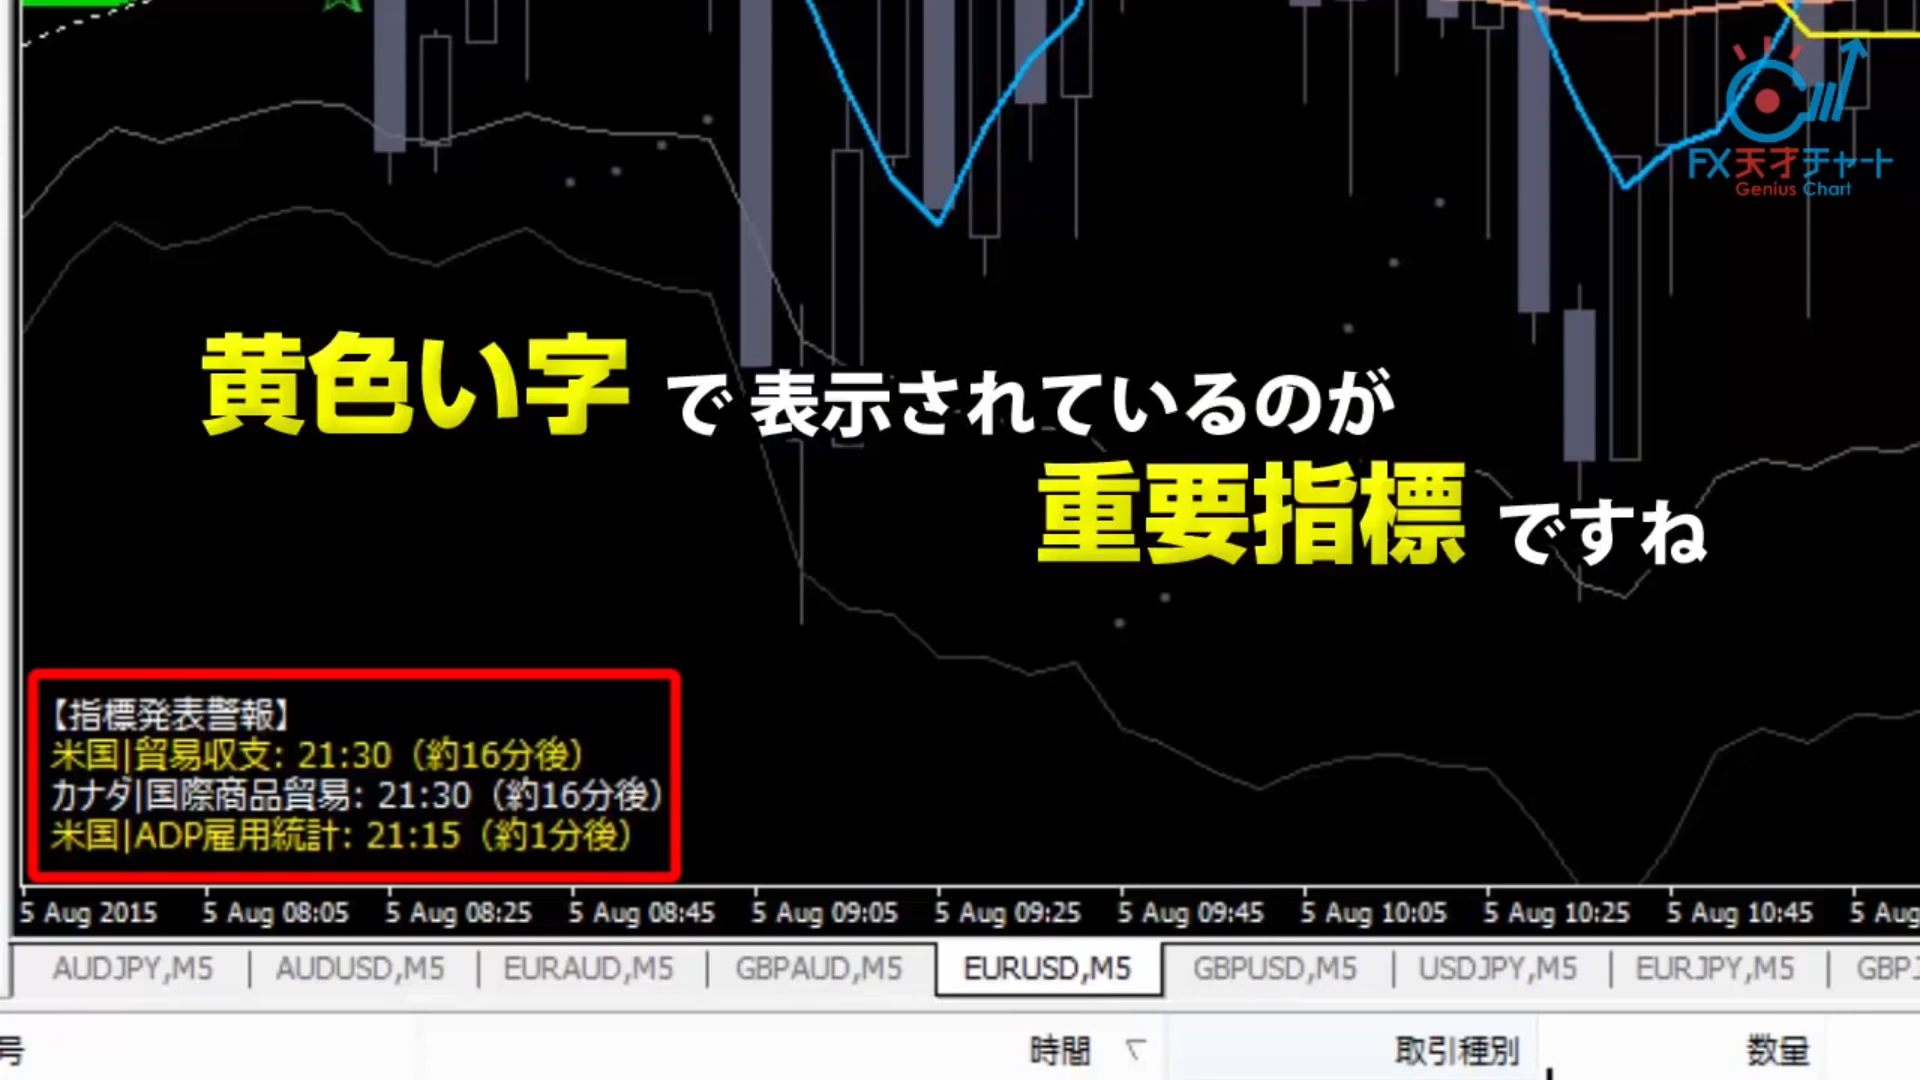 FX天才チャート
Genius Chart
黄色い字で表示されているのが
重要指標ですね
【指標発表警報】
米国|貿易収支: 21:30（約16分後）
カナダ|国際商品貿易: 21:30（約16分後）
米国|ADP雇用統計: 21:15（約1分後）
5 Aug 2015 5 Aug 08:05 5 Aug 08:25 5 Aug 08:45 5 Aug 09:05 5 Aug 09:25 5 Aug 09:45 5 Aug 10:05 5 Aug 10:25 5 Aug 10:45 5 Aug
AUDJPY,M5 AUDUSD,M5 EURAUD,M5 GBPAUD,M5 EURUSD,M5 GBPUSD,M5 USDJPY,M5 EURJPY,M5 GBPJ
号 時間 取引種別 数量